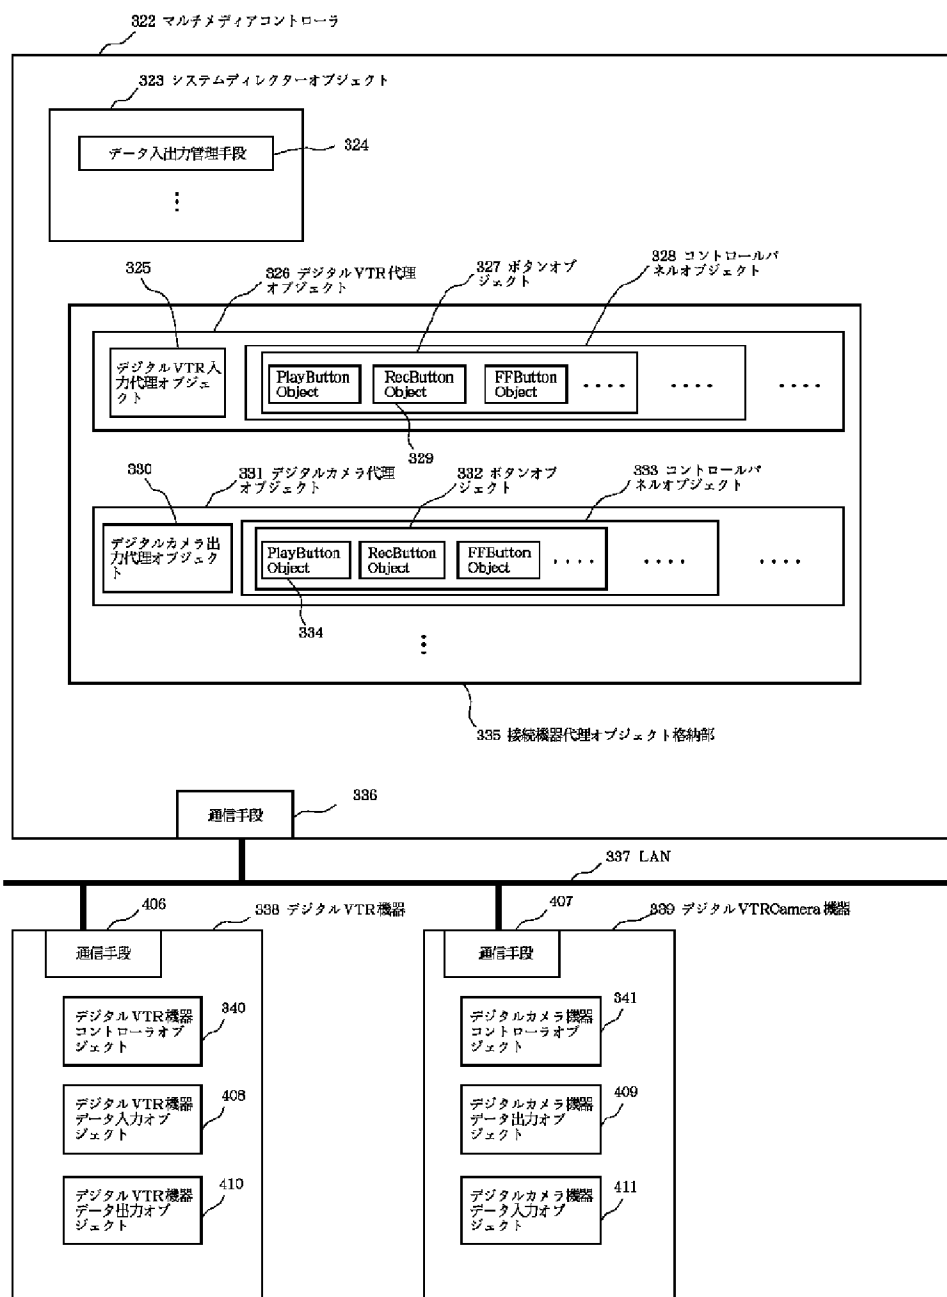 322 マルチメディアコントローラ
323 システムディレクターオブジェクト
データ入出力管理手段
324
325
326 デジタルVTR代理
オブジェクト
327 ボタンオブ
ジェクト
328 コントロールパ
ネルオブジェクト
デジタルVTR入
力代理オブジェ
クト
PlayButton
Object
RecButton
Object
FFButton
Object
329
330
331 デジタルカメラ代理
オブジェクト
332 ボタンオブ
ジェクト
333 コントロールパ
ネルオブジェクト
デジタルカメラ出
力代理オブジェク
ト
PlayButton
Object
RecButton
Object
FFButton
Object
334
335 接続機器代理オブジェクト格納部
通信手段
336
337 LAN
406
338 デジタルVTR機器
407
339 デジタルVTRCamera機器
通信手段
通信手段
デジタルVTR機器
コントローラオブ
ジェクト
340
デジタルカメラ機器
コントローラオブ
ジェクト
341
デジタルVTR機器
データ入力オブ
ジェクト
408
デジタルカメラ機器
データ出力オブ
ジェクト
409
デジタルVTR機器
データ出力オブ
ジェクト
410
デジタルカメラ機器
データ入力オブ
ジェクト
411